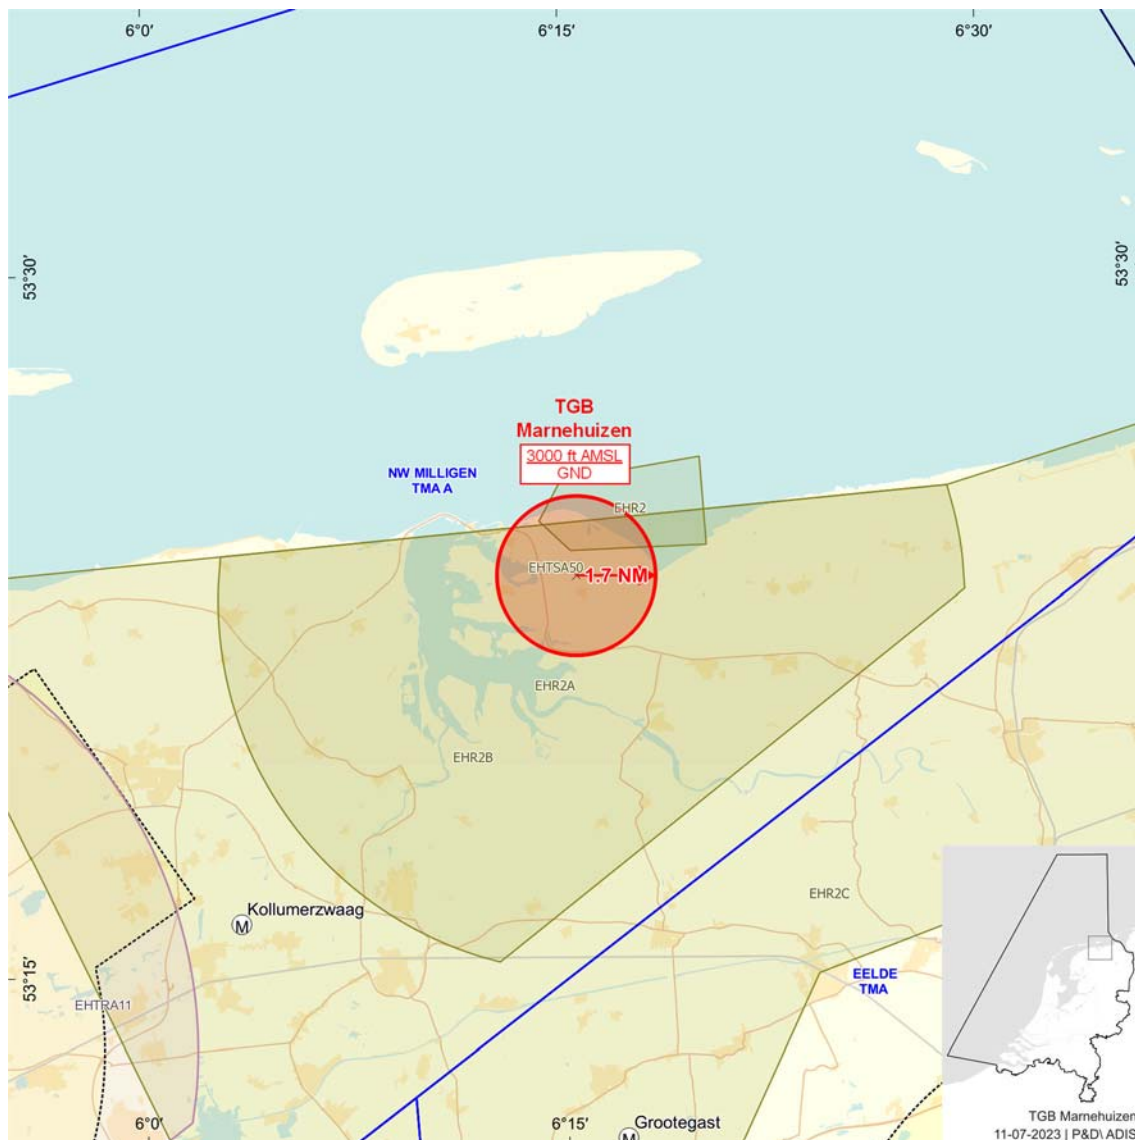 6°0′
6°15′
6°30′
53°30′
53°30′
TGB
Marnehuizen
3000 ft AMSL
GND
NW MILLIGEN
TMA A
EHR2
EHTSA50
1.7 NM
EHR2A
EHR2B
EHR2C
Kollumerzwaag
M
53°15′
EELDE
TMA
EHTRA11
6°0′
6°15′
Grootegast
M
TGB Marnehuizen
11-07-2023 | P&D\ ADIS